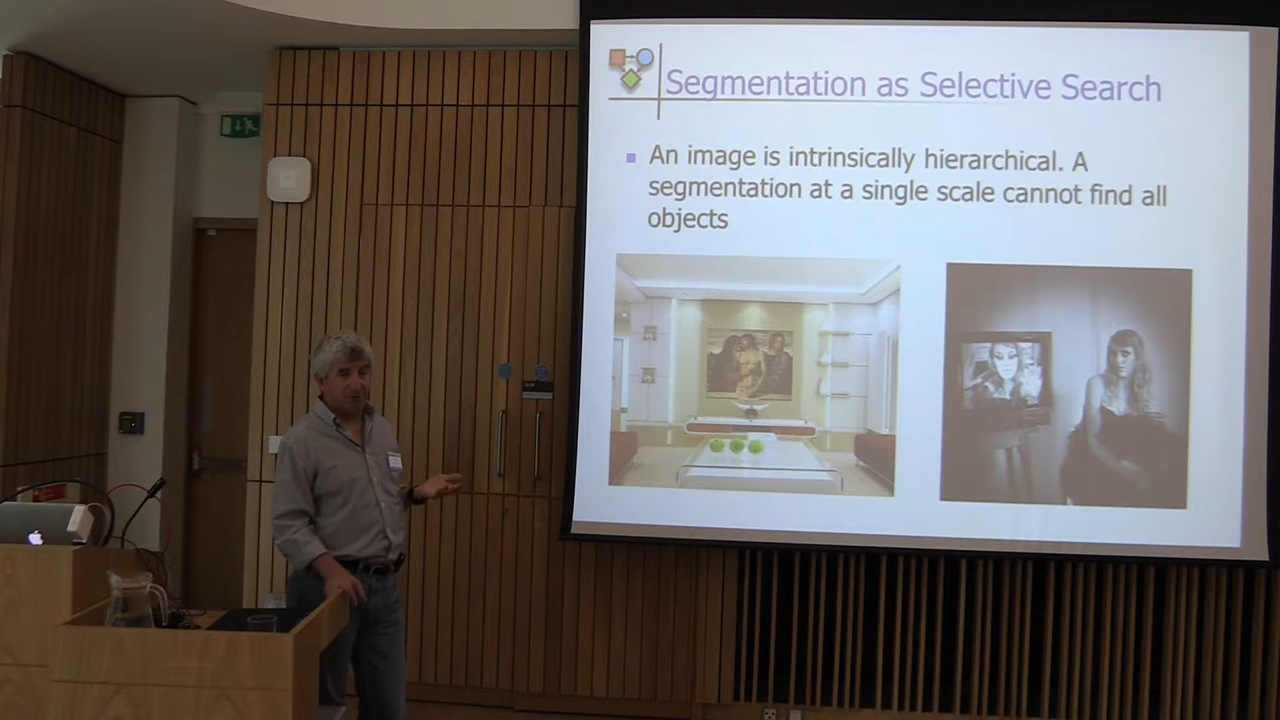 Segmentation as Selective Search
An image is intrinsically hierarchical. A
segmentation at a single scale cannot find all
objects